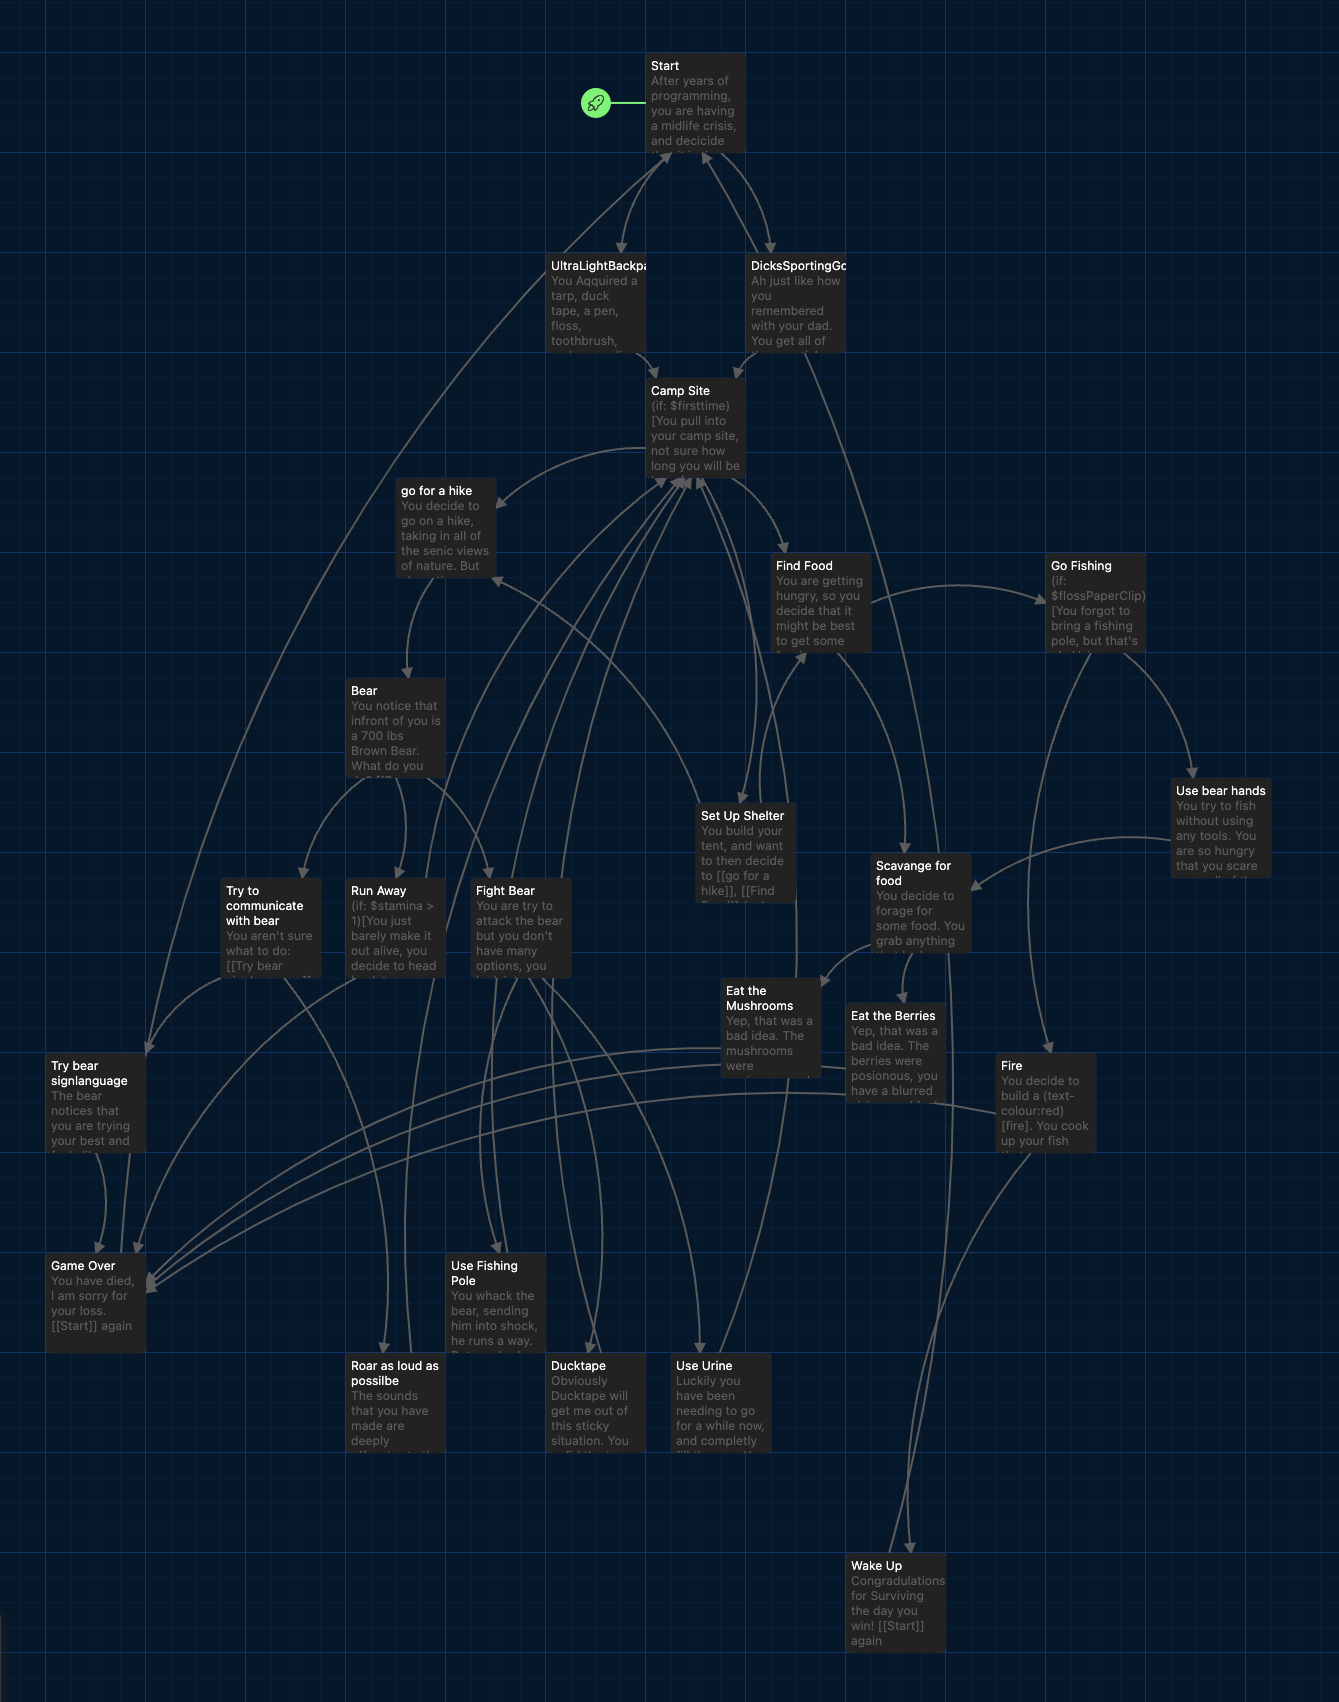 Start
After years of
programming,
you are having
a midlife crisis,
and decicide
UltraLightBackpa
You Aqquired a
tarp, duck
tape, a pen,
floss,
toothbrush,
DicksSportingGo
Ah just like how
you
remembered
with your dad.
You get all of
Camp Site
(if: $firsttime)
[You pull into
your camp site,
not sure how
long you will be
go for a hike
You decide to
go on a hike,
taking in all of
the senic views
of nature. But
Find Food
You are getting
hungry, so you
decide that it
might be best
to get some
Go Fishing
(if:
$flossPaperClip)
[You forgot to
bring a fishing
pole, but that's
Bear
You notice that
infront of you is
a 700 lbs
Brown Bear.
What do you
Use bear hands
You try to fish
without using
any tools. You
are so hungry
that you scare
Set Up Shelter
You build your
tent, and want
to then decide
to [[go for a
hike]], [[Find
Scavange for
food
You decide to
forage for
some food. You
grab anything
Try to
communicate
with bear
You aren't sure
what to do:
[[Try bear
Run Away
(if: $stamina >
1)[You just
barely make it
out alive, you
decide to head
Fight Bear
You are try to
attack the bear
but you don't
have many
options, you
Eat the
Mushrooms
Yep, that was a
bad idea. The
mushrooms
were
Eat the Berries
Yep, that was a
bad idea. The
berries were
posionous, you
have a blurred
Try bear
signlanguage
The bear
notices that
you are trying
your best and
Fire
You decide to
build a (text-
colour:red)
[fire]. You cook
up your fish
Game Over
You have died,
I am sorry for
your loss.
[[Start]] again
Use Fishing
Pole
You whack the
bear, sending
him into shock,
he runs a way.
Roar as loud as
possilbe
The sounds
that you have
made are
deeply
Ducktape
Obviously
Ducktape will
get me out of
this sticky
situation. You
Use Urine
Luckily you
have been
needing to go
for a while now,
and completly
Wake Up
Congradulations
for Surviving
the day you
win! [[Start]]
again